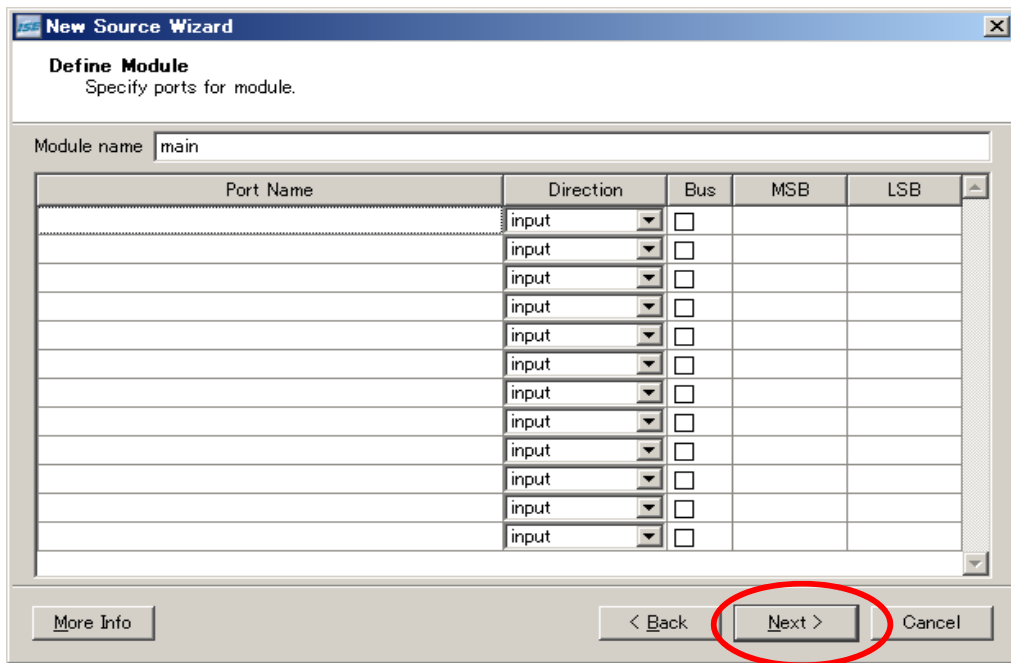 ISE New Source Wizard
Define Module
Specify ports for module.
Module name main
Port Name Direction Bus MSB LSB
input
input
input
input
input
input
input
input
input
input
input
input
More Info < Back Next > Cancel